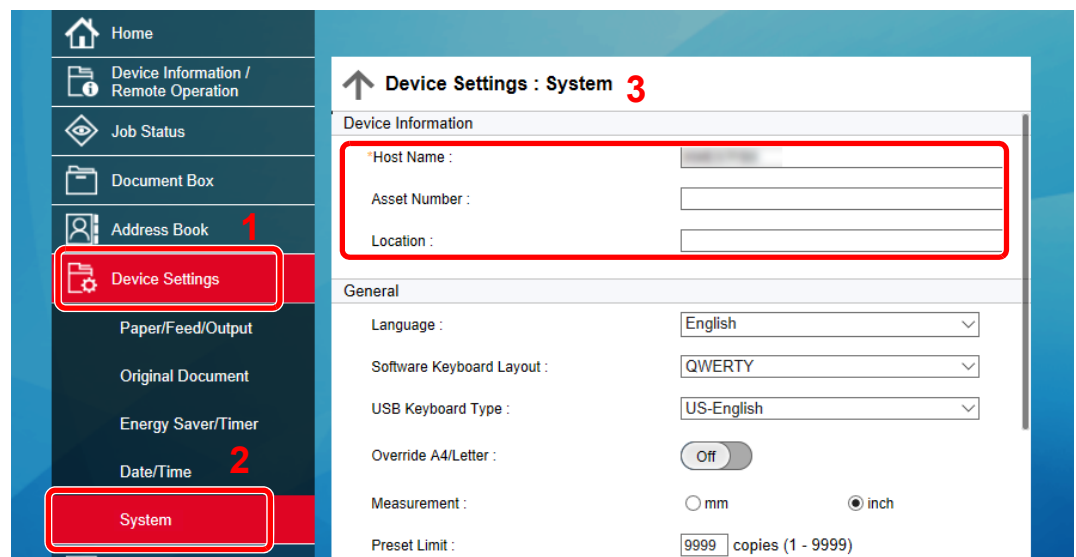 Home
Device Information /
Remote Operation
Job Status
Document Box
Address Book
1
Device Settings
Paper/Feed/Output
Original Document
Energy Saver/Timer
Date/Time
2
System
Device Settings : System
3
Device Information
*Host Name :
Asset Number :
Location :
General
Language : English
Software Keyboard Layout : QWERTY
USB Keyboard Type : US-English
Override A4/Letter : Off
Measurement : mm inch
Preset Limit : 9999 copies (1 - 9999)